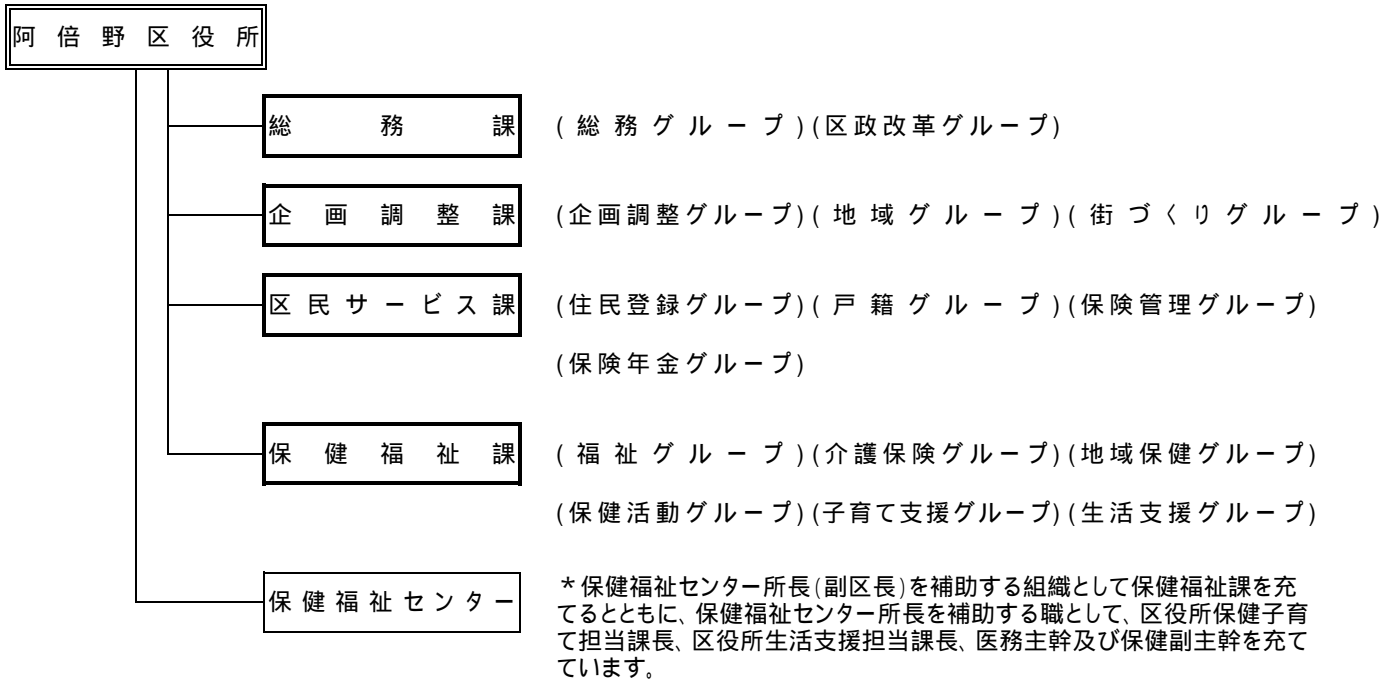 阿倍野区役所
総務課 (総務グループ)(区政改革グループ)
企画調整課 (企画調整グループ)(地域グループ)(街づくりグループ)
区民サービス課 (住民登録グループ)(戸籍グループ)(保険管理グループ)
(保険年金グループ)
保健福祉課 (福祉グループ)(介護保険グループ)(地域保健グループ)
(保健活動グループ)(子育て支援グループ)(生活支援グループ)
保健福祉センター
*保健福祉センター所長(副区長)を補助する組織として保健福祉課を充
てるとともに、保健福祉センター所長を補助する職として、区役所保健子育
て担当課長、区役所生活支援担当課長、医務主幹及び保健副主幹を充て
ています。